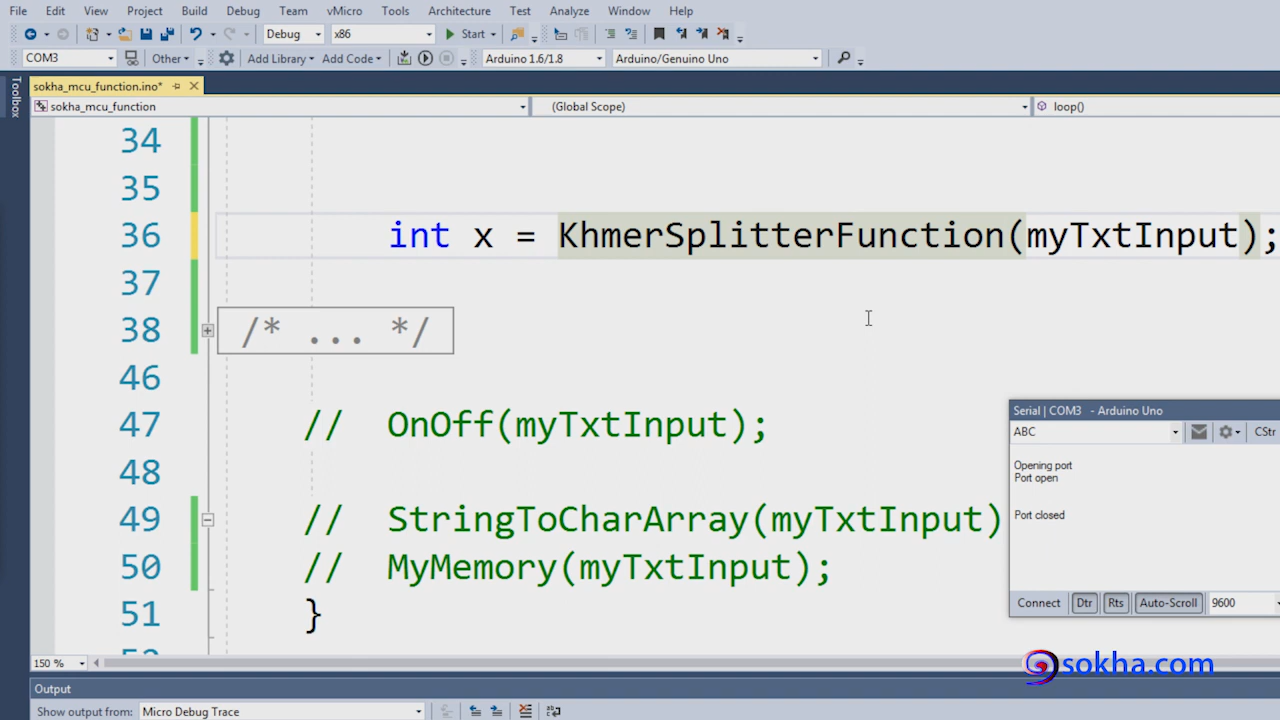 File Edit View Project Build Debug Team vMicro Tools Architecture Test Analyze Window Help
Debug x86 Start
COM3 Other Add Library Add Code Arduino 1.6/1.8 Arduino/Genuino Uno
Toolbox
sokha_mcu_function.ino*
sokha_mcu_function (Global Scope) loop()
34
35
36 int x = KhmerSplitterFunction(myTxtInput);
37
38 /* ... */
46
47 // OnOff(myTxtInput);
48
49 // StringToCharArray(myTxtInput)
50 // MyMemory(myTxtInput);
51 }
Serial | COM3 - Arduino Uno
ABC CStr
Opening port
Port open
Port closed
Connect Dtr Rts Auto-Scroll 9600
150 %
sokha.com
Output
Show output from: Micro Debug Trace